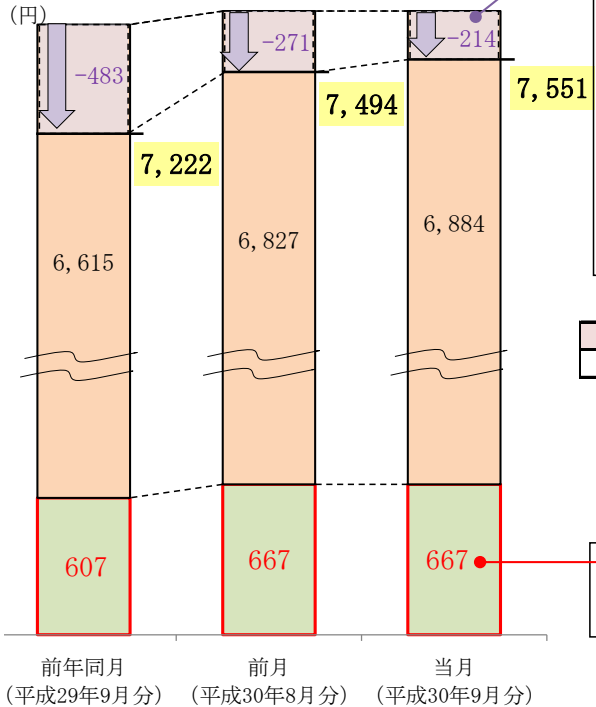 (円)
-483
-271
-214
7,222
7,494
7,551
6,615
6,827
6,884
607
667
667
前年同月
(平成29年9月分)
前月
(平成30年8月分)
当月
(平成30年9月分)